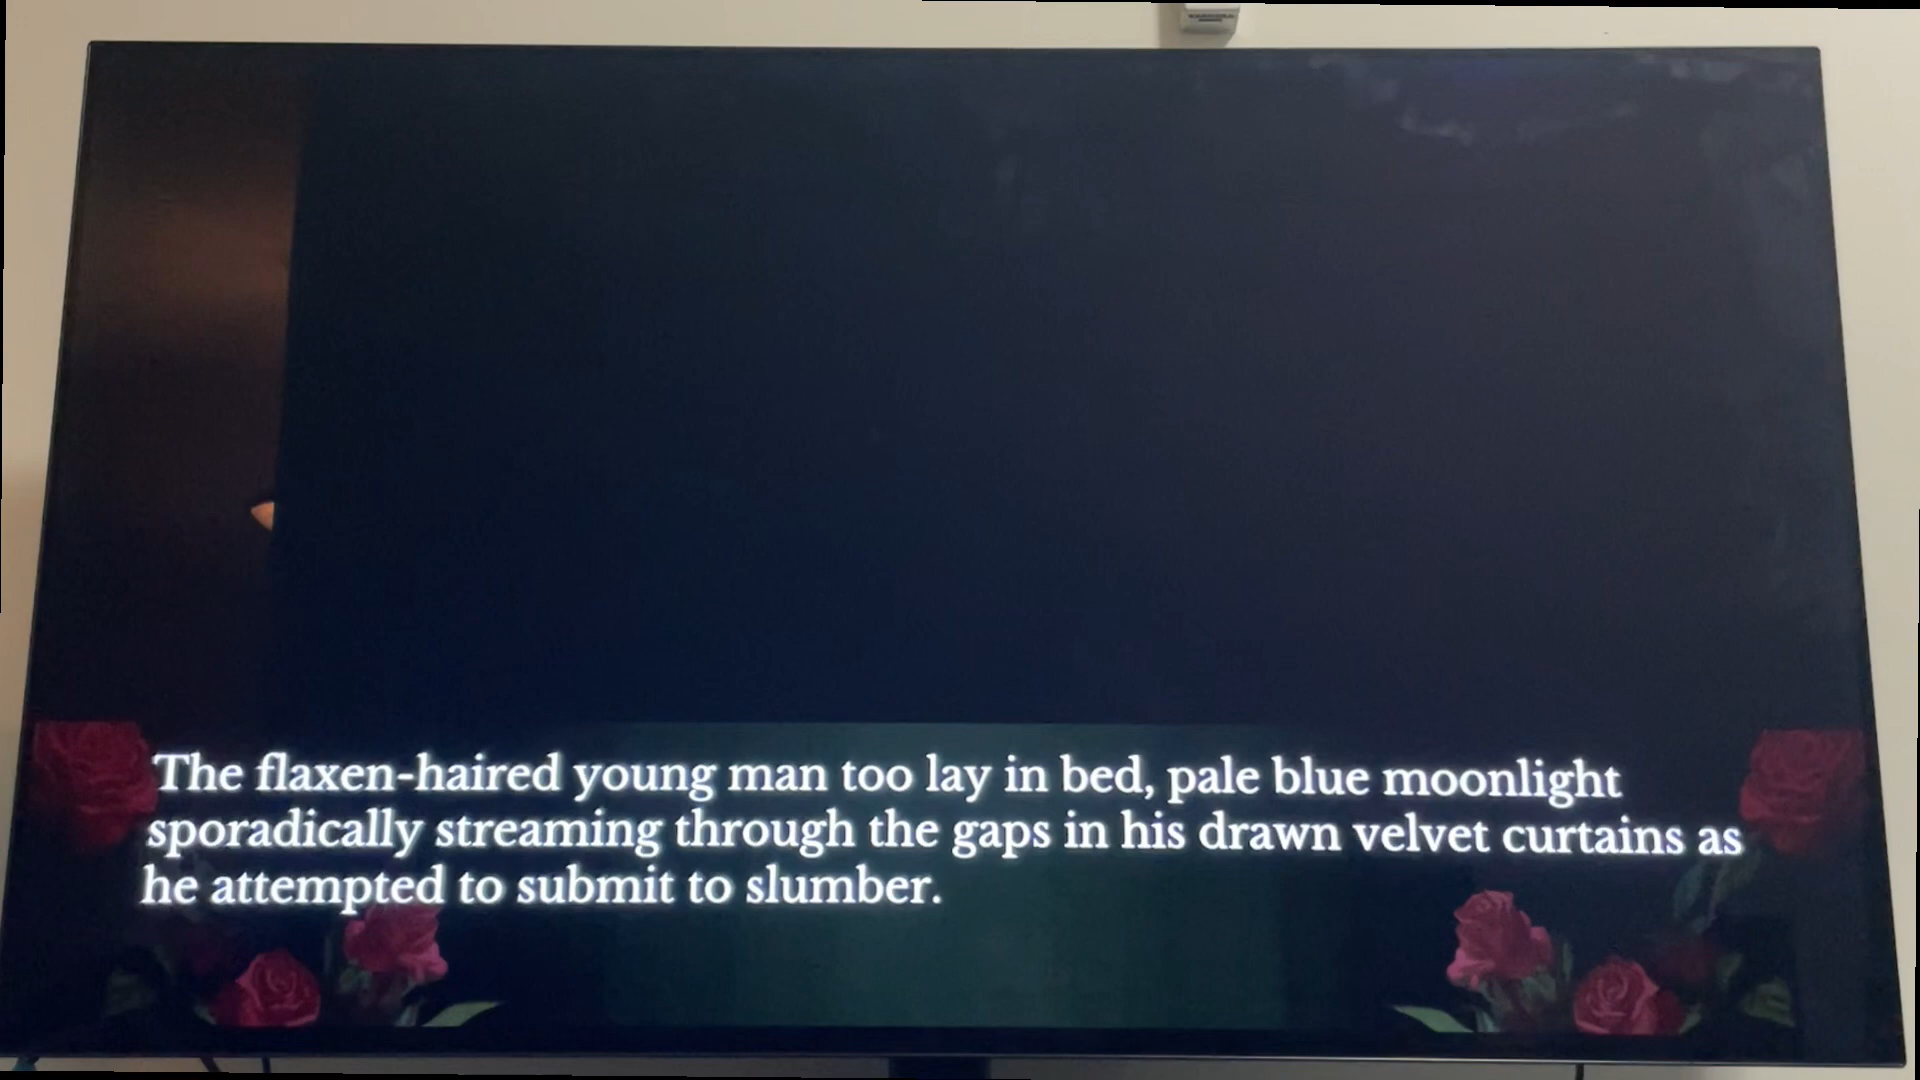 The flaxen-haired young man too lay in bed, pale blue moonlight
sporadically streaming through the gaps in his drawn velvet curtains as
he attempted to submit to slumber.